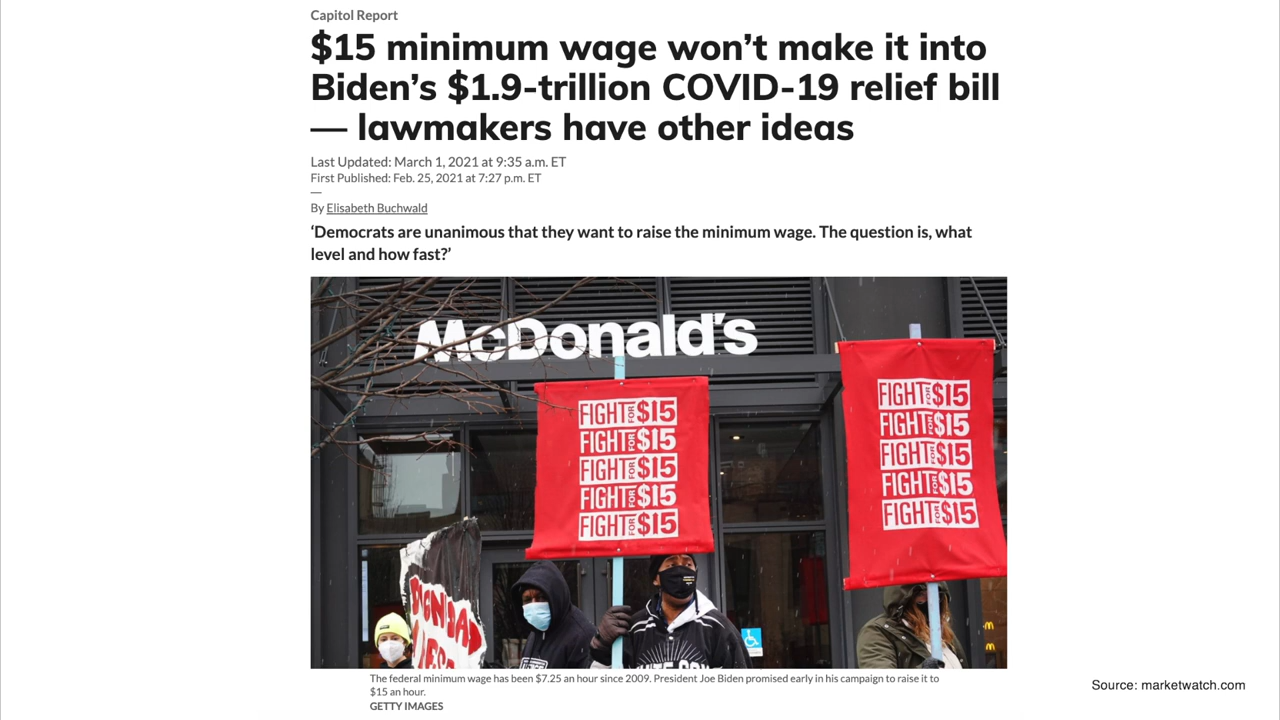 Capitol Report
$15 minimum wage won’t make it into
Biden’s $1.9-trillion COVID-19 relief bill
— lawmakers have other ideas
Last Updated: March 1, 2021 at 9:35 a.m. ET
First Published: Feb. 25, 2021 at 7:27 p.m. ET
—
By Elisabeth Buchwald
‘Democrats are unanimous that they want to raise the minimum wage. The question is, what
level and how fast?’
McDonald's
FIGHT FOR $15
FIGHT FOR $15
FIGHT FOR $15
FIGHT FOR $15
FIGHT FOR $15
FIGHT FOR $15
FIGHT FOR $15
FIGHT FOR $15
FIGHT FOR $15
FIGHT FOR $15
The federal minimum wage has been $7.25 an hour since 2009. President Joe Biden promised early in his campaign to raise it to
$15 an hour.
GETTY IMAGES
Source: marketwatch.com